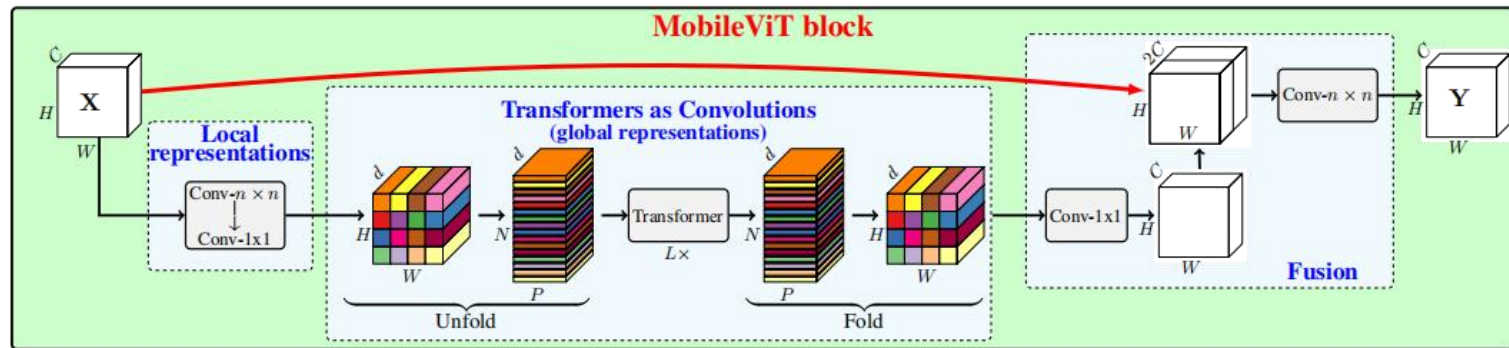 MobileViT block
C
H
X
W
Local
representations
Conv-n × n
Conv-1x1
Transformers as Convolutions
(global representations)
d
H
W
d
N
P
Unfold
Transformer
L×
d
N
P
d
H
W
Fold
Conv-1x1
C
H
W
2C
H
W
Conv-n × n
Fusion
C
H
Y
W